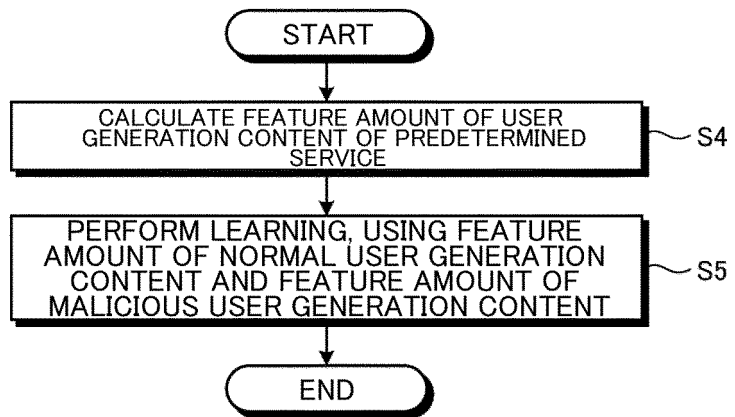 START
CALCULATE FEATURE AMOUNT OF USER
GENERATION CONTENT OF PREDETERMINED
SERVICE
S4
PERFORM LEARNING, USING FEATURE
AMOUNT OF NORMAL USER GENERATION
CONTENT AND FEATURE AMOUNT OF
MALICIOUS USER GENERATION CONTENT
S5
END